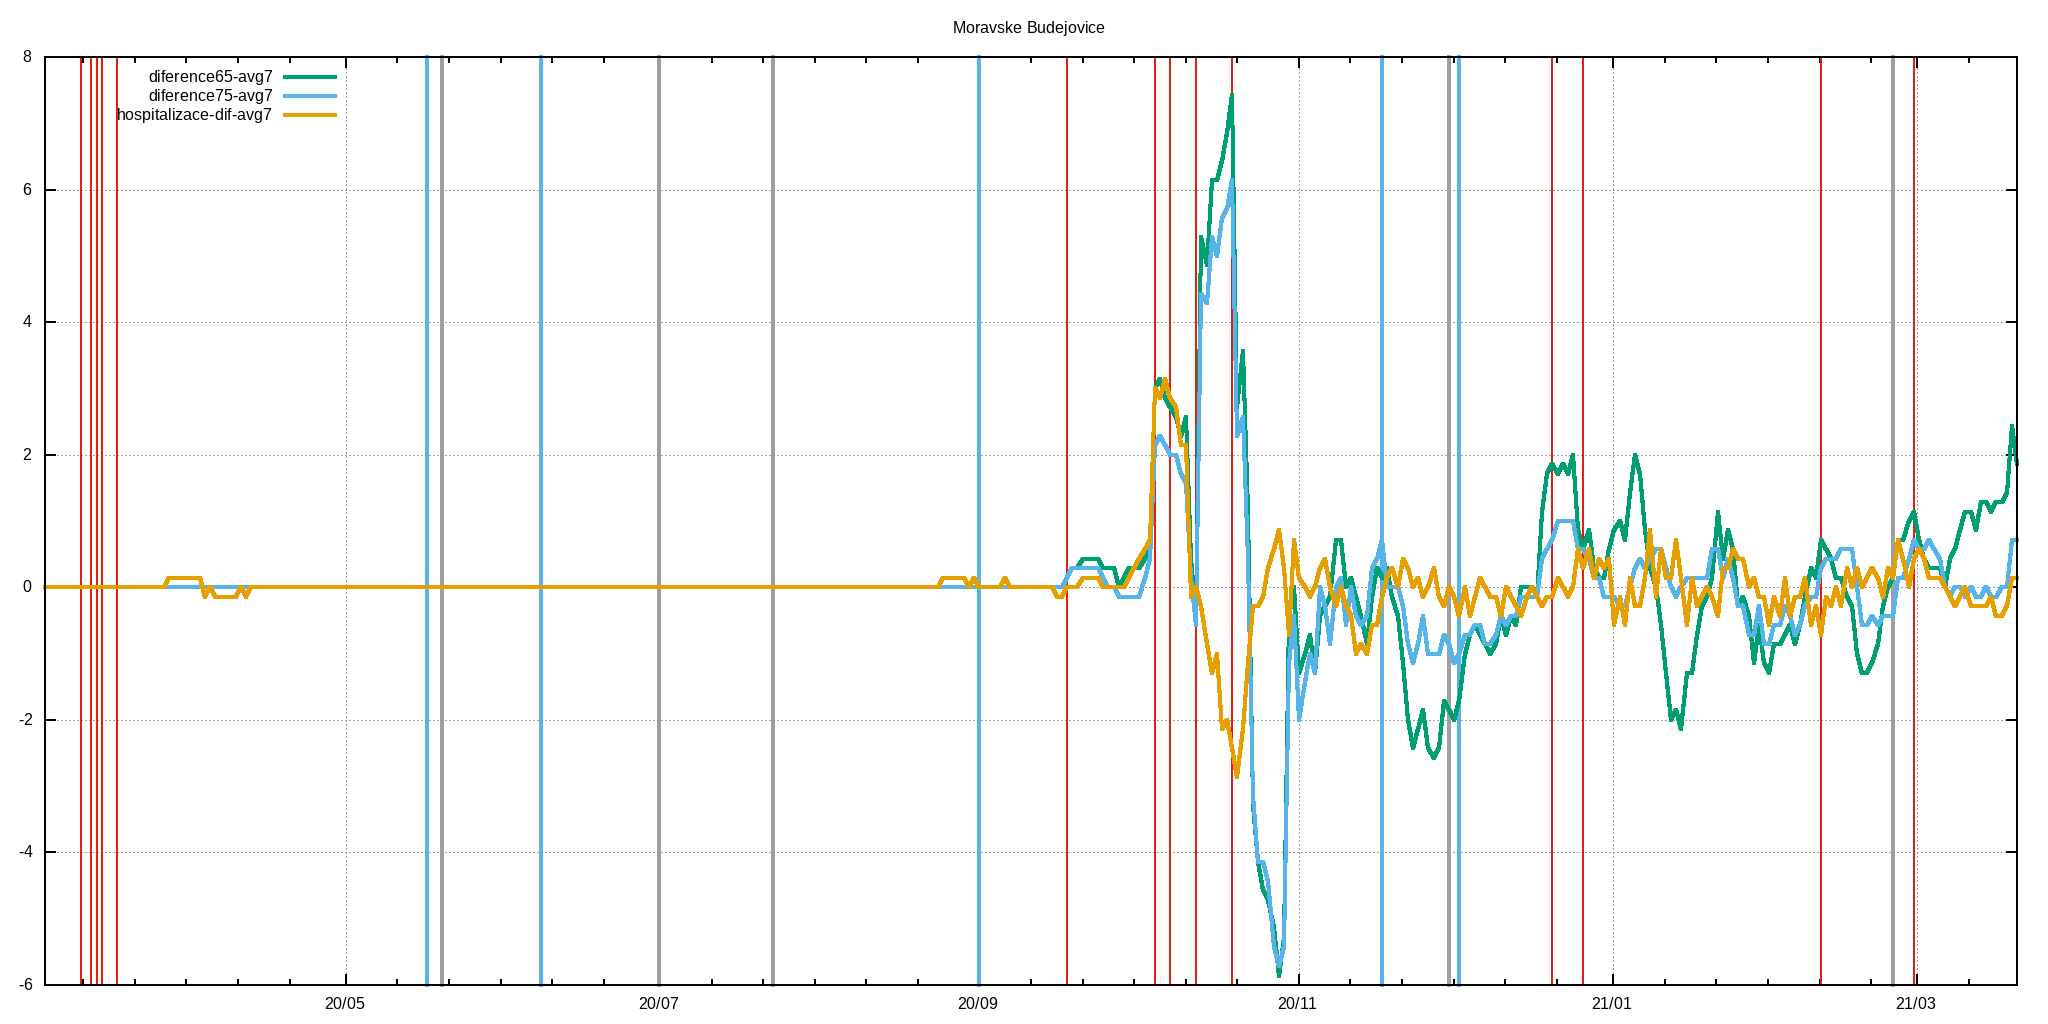 Moravske Budejovice
8
diference65-avg7
diference75-avg7
hospitalizace-dif-avg7
6
4
2
0
-2
-4
-6
20/05 20/07 20/09 20/11 21/01 21/03